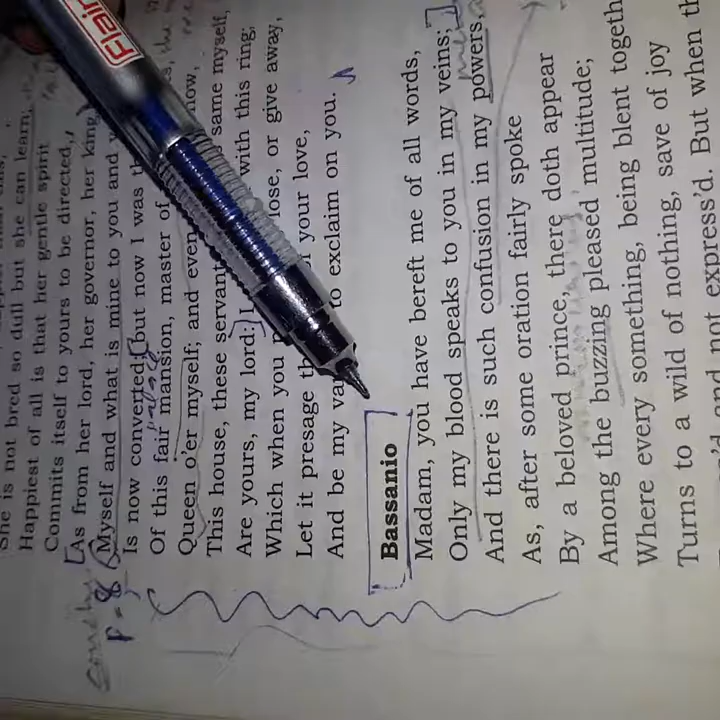 She is not bred so dull but she can learn;
Happiest of all is that her gentle spirit
Commits itself to yours to be directed,
As from her lord, her governor, her king,
Myself and what is mine to you and
Is now converted, but now I was
Of this fair mansion, master of
Queen o'er myself; and even now,
This house, these servants same myself,
Are yours, my lord: with this ring;
Which when you lose, or give away,
Let it presage your love,
And be my to exclaim on you.
Bassanio
Madam, you have bereft me of all words,
Only my blood speaks to you in my veins;
And there is such confusion in my powers,
As, after some oration fairly spoke
By a beloved prince, there doth appear
Among the buzzing pleased multitude;
Where every something, being blent
Turns to a wild of nothing, save of joy
not express'd. But when
Flair
P-8